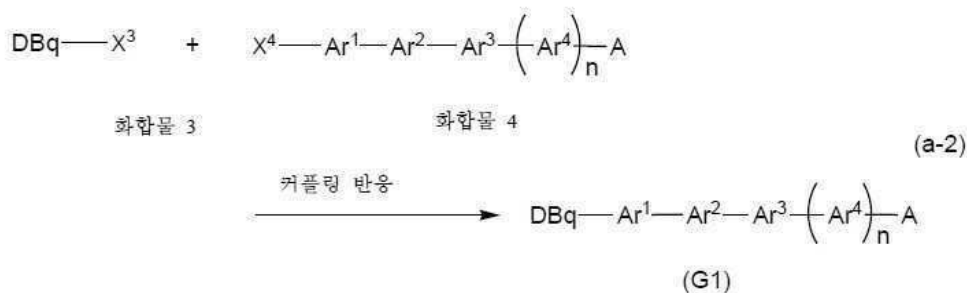 DBq—X³ + X⁴—Ar¹—Ar²—Ar³—(Ar⁴)n—A
화합물 3 화합물 4
(a-2)
커플링 반응
DBq—Ar¹—Ar²—Ar³—(Ar⁴)n—A
(G1)